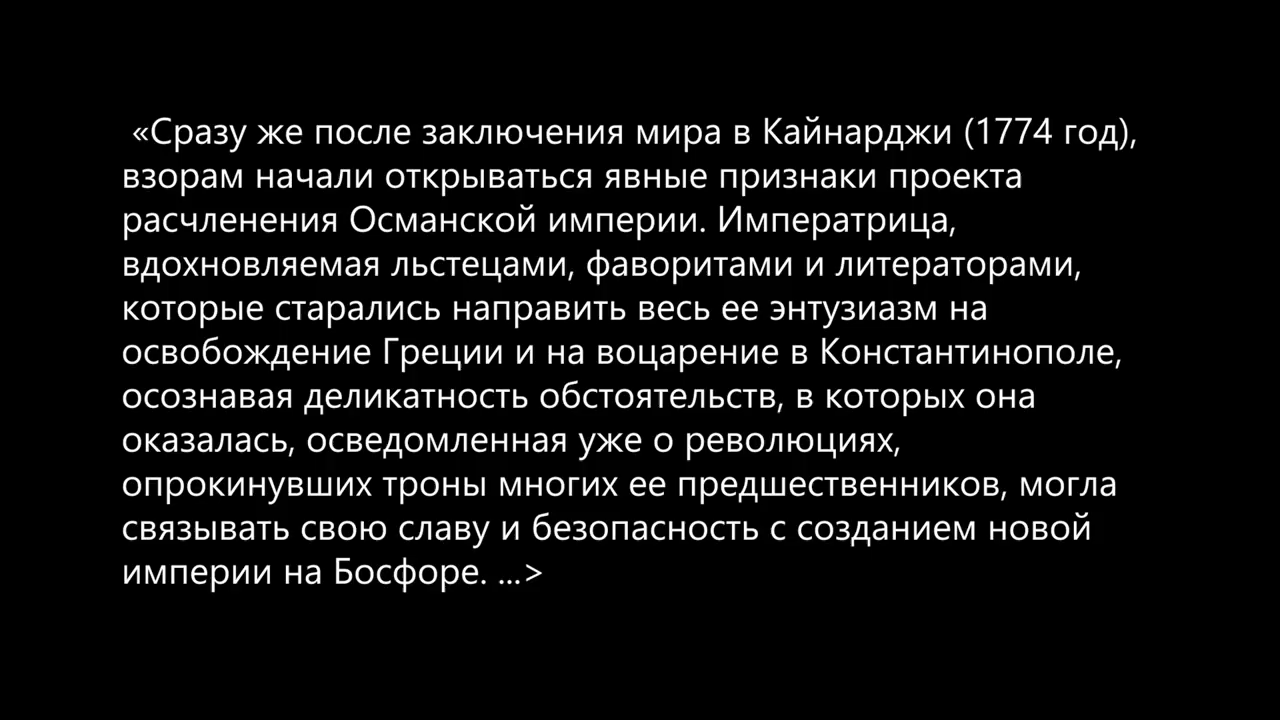 «Сразу же после заключения мира в Кайнарджи (1774 год),
взорам начали открываться явные признаки проекта
расчленения Османской империи. Императрица,
вдохновляемая льстецами, фаворитами и литераторами,
которые старались направить весь ее энтузиазм на
освобождение Греции и на воцарение в Константинополе,
осознавая деликатность обстоятельств, в которых она
оказалась, осведомленная уже о революциях,
опрокинувших троны многих ее предшественников, могла
связывать свою славу и безопасность с созданием новой
империи на Босфоре. ...>